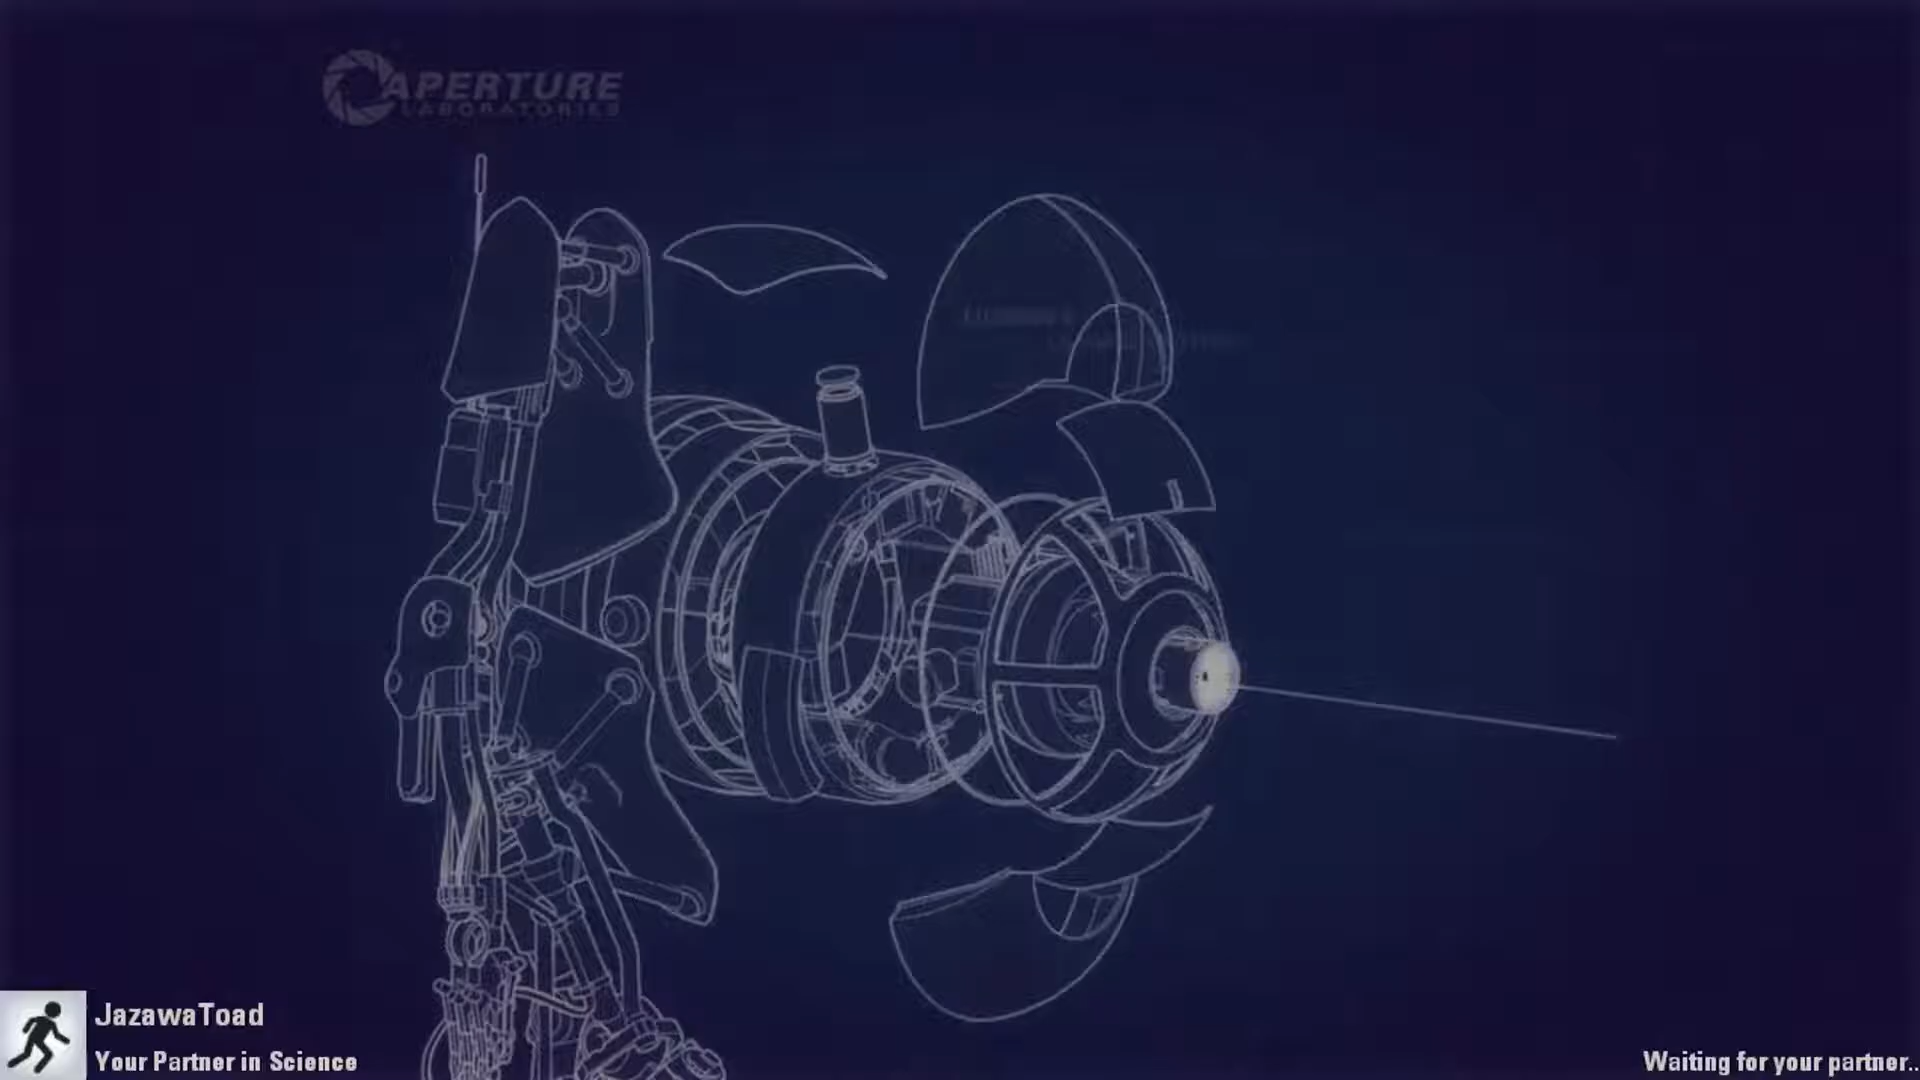 APERTURE
LABORATORIES
JazawaToad
Your Partner in Science
Waiting for your partner..